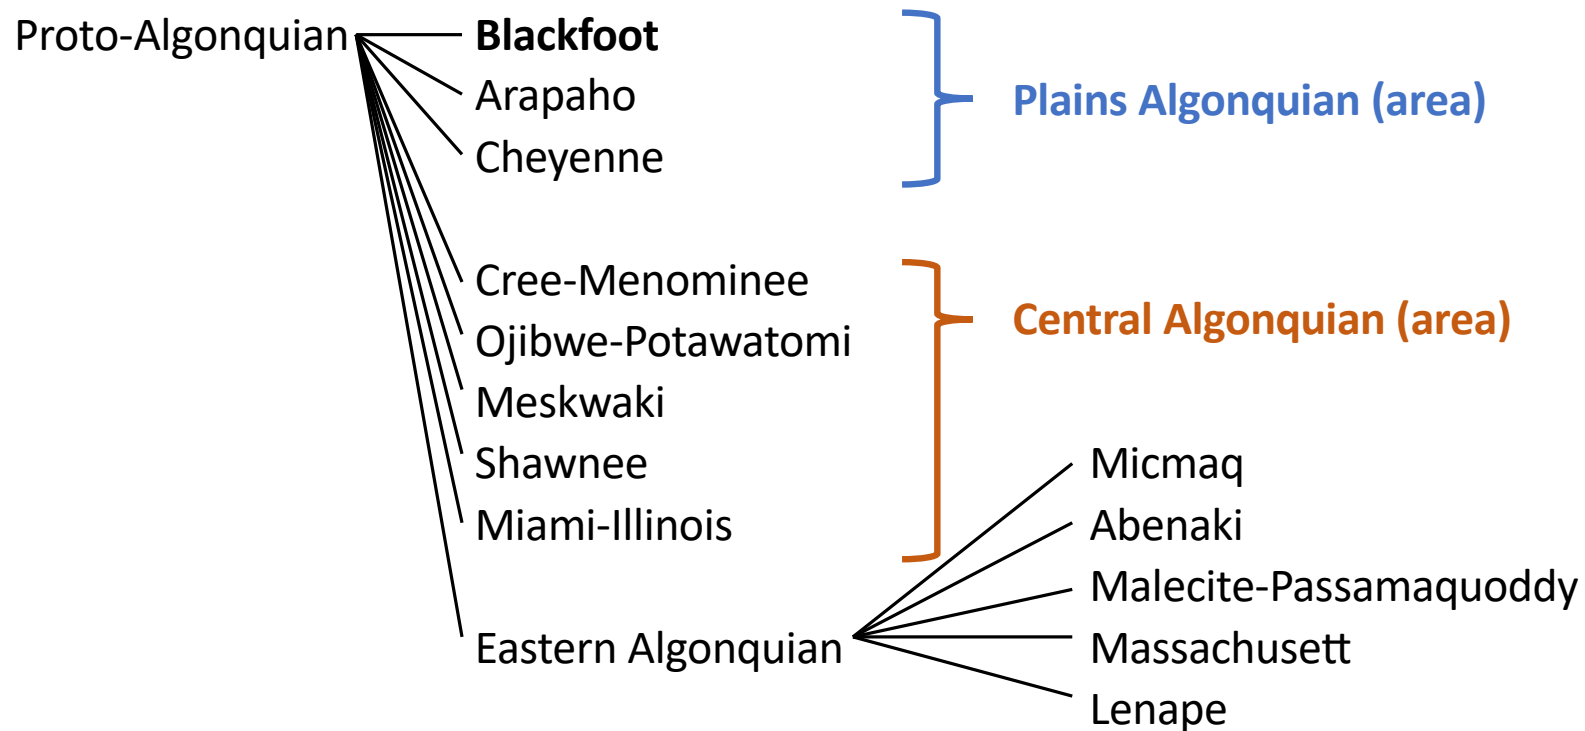 Proto-Algonquian
Blackfoot
Arapaho
Cheyenne
Plains Algonquian (area)
Cree-Menominee
Ojibwe-Potawatomi
Meskwaki
Shawnee
Miami-Illinois
Central Algonquian (area)
Eastern Algonquian
Micmaq
Abenaki
Malecite-Passamaquoddy
Massachusett
Lenape